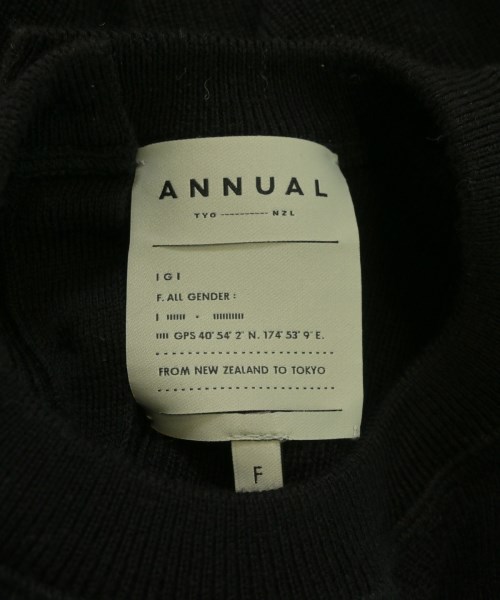 ANNUAL
TYO ---------- NZL
IGI
F. ALL GENDER :
GPS 40° 54' 2" N. 174° 53' 9" E.
FROM NEW ZEALAND TO TOKYO
F